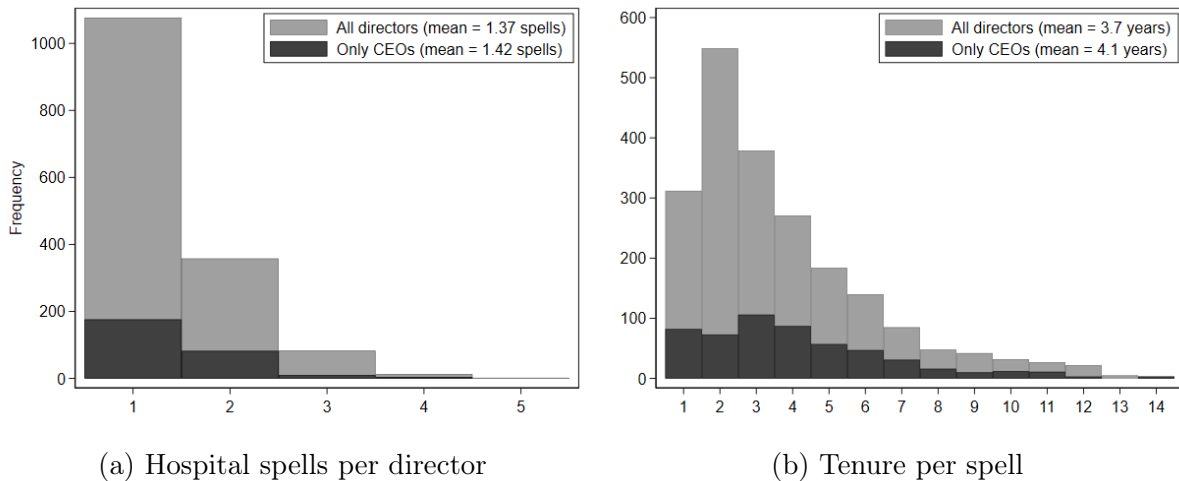 All directors (mean = 1.37 spells)
Only CEOs (mean = 1.42 spells)
Frequency
1000
800
600
400
200
0
1 2 3 4 5
(a) Hospital spells per director
All directors (mean = 3.7 years)
Only CEOs (mean = 4.1 years)
600
500
400
300
200
100
0
1 2 3 4 5 6 7 8 9 10 11 12 13 14
(b) Tenure per spell